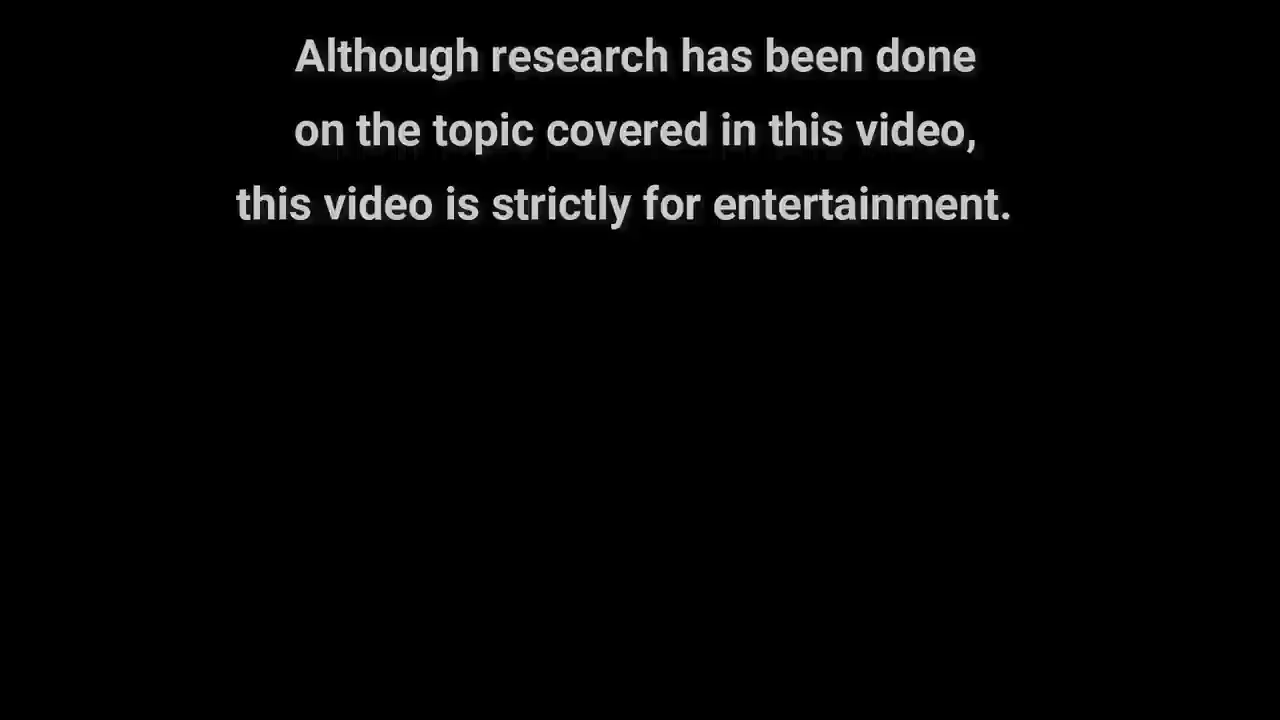 Although research has been done
on the topic covered in this video,
this video is strictly for entertainment.